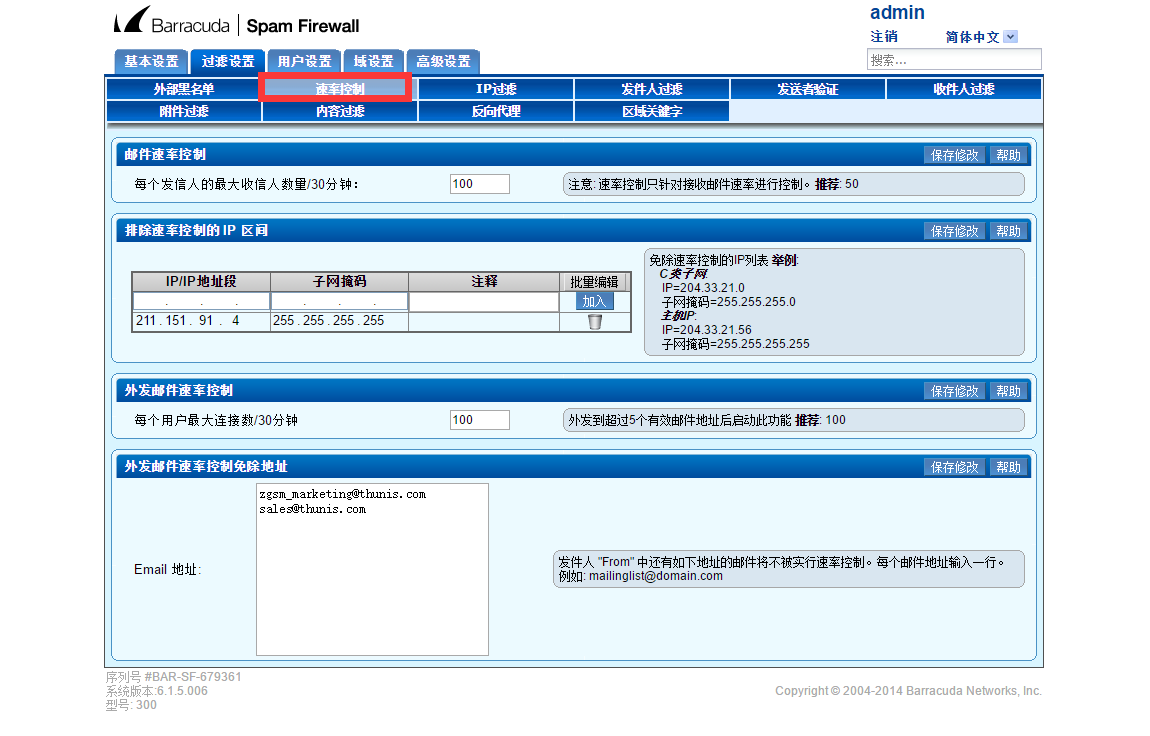 Barracuda | Spam Firewall
admin
注销 简体中文
搜索...
基本设置 过滤设置 用户设置 域设置 高级设置
外部黑名单 速率控制 IP过滤 发件人过滤 发送者验证 收件人过滤
附件过滤 内容过滤 反向代理 区域关键字
邮件速率控制 保存修改 帮助
每个发信人的最大收信人数量/30分钟: 100 注意: 速率控制只针对接收邮件速率进行控制。推荐: 50
排除速率控制的 IP 区间 保存修改 帮助
IP/IP地址段 子网掩码 注释 批量编辑
. . . . . . 加入
211 . 151 . 91 . 4 255 . 255 . 255 . 255
免除速率控制的IP列表 举例:
C 类子网:
IP=204.33.21.0
子网掩码=255.255.255.0
主机IP:
IP=204.33.21.56
子网掩码=255.255.255.255
外发邮件速率控制 保存修改 帮助
每个用户最大连接数/30分钟 100 外发到超过5个有效邮件地址后启动此功能 推荐: 100
外发邮件速率控制免除地址 保存修改 帮助
zgsm_marketing@thunis.com
sales@thunis.com
Email 地址:
发件人 "From" 中还有如下地址的邮件将不被实行速率控制。每个邮件地址输入一行。
例如: mailinglist@domain.com
序列号 #BAR-SF-679361
系统版本:6.1.5.006
型号: 300
Copyright © 2004-2014 Barracuda Networks, Inc.